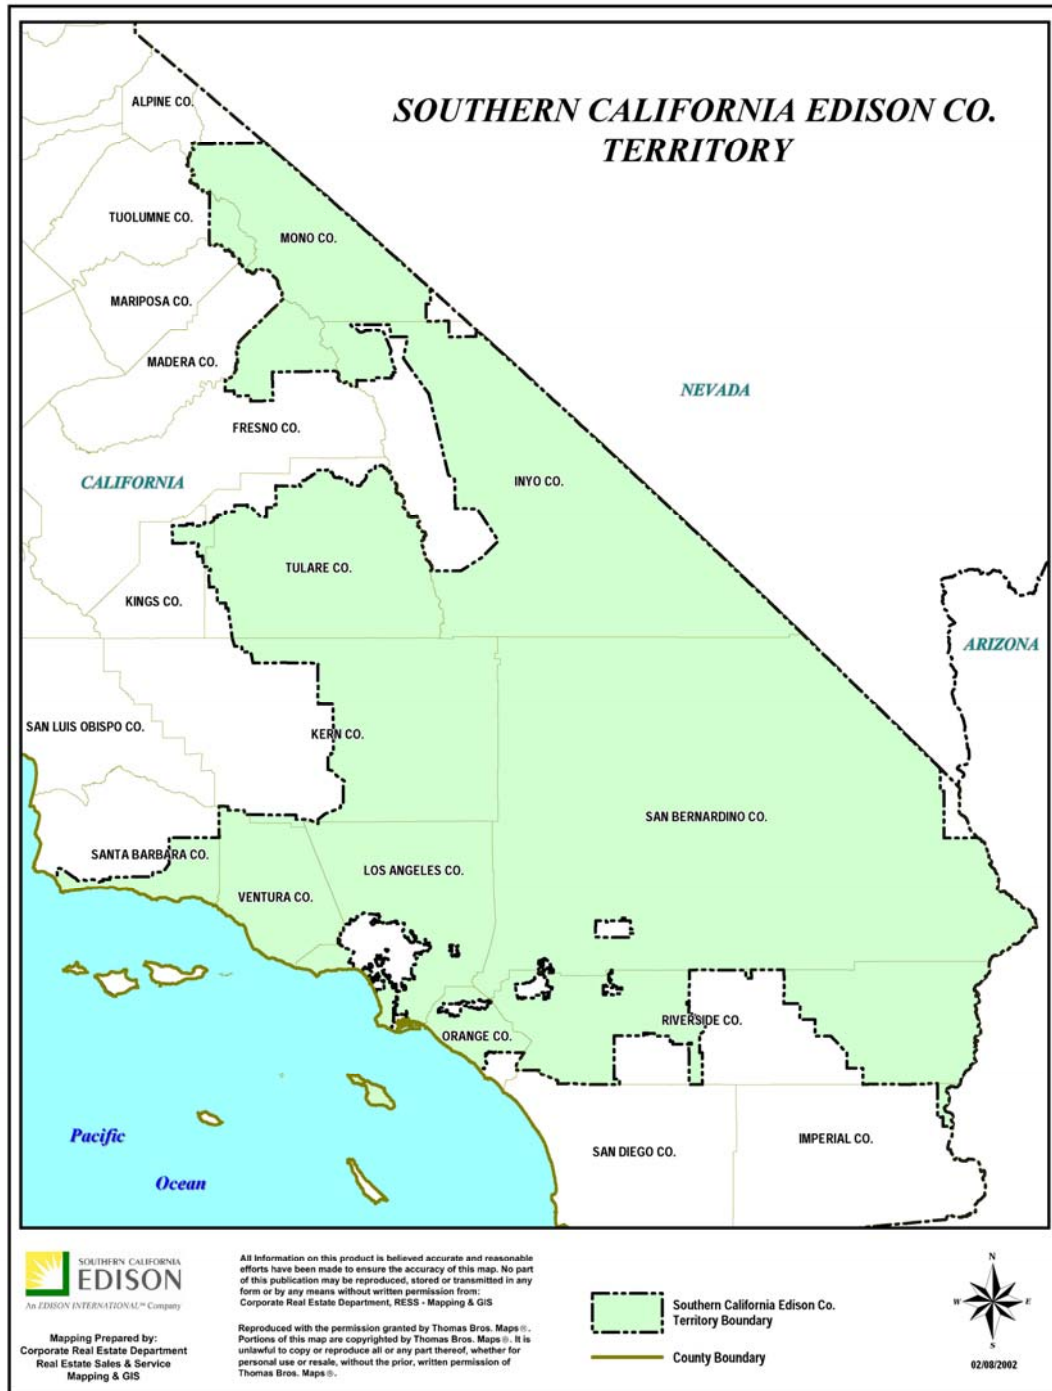 SOUTHERN CALIFORNIA EDISON CO.
TERRITORY
ALPINE CO.
TUOLUMNE CO.
MONO CO.
MARIPOSA CO.
MADERA CO.
NEVADA
FRESNO CO.
CALIFORNIA
INYO CO.
TULARE CO.
KINGS CO.
ARIZONA
SAN LUIS OBISPO CO.
KERN CO.
SAN BERNARDINO CO.
SANTA BARBARA CO.
LOS ANGELES CO.
VENTURA CO.
RIVERSIDE CO.
ORANGE CO.
Pacific
Ocean
SAN DIEGO CO.
IMPERIAL CO.
SOUTHERN CALIFORNIA
EDISON
An EDISON INTERNATIONAL℠ Company
Mapping Prepared by:
Corporate Real Estate Department
Real Estate Sales & Service
Mapping & GIS
All Information on this product is believed accurate and reasonable
efforts have been made to ensure the accuracy of this map. No part
of this publication may be reproduced, stored or transmitted in any
form or by any means without written permission from:
Corporate Real Estate Department, RESS - Mapping & GIS
Reproduced with the permission granted by Thomas Bros. Maps®.
Portions of this map are copyrighted by Thomas Bros. Maps®. It is
unlawful to copy or reproduce all or any part thereof, whether for
personal use or resale, without the prior, written permission of
Thomas Bros. Maps®.
Southern California Edison Co.
Territory Boundary
County Boundary
N
W E
S
02/08/2002